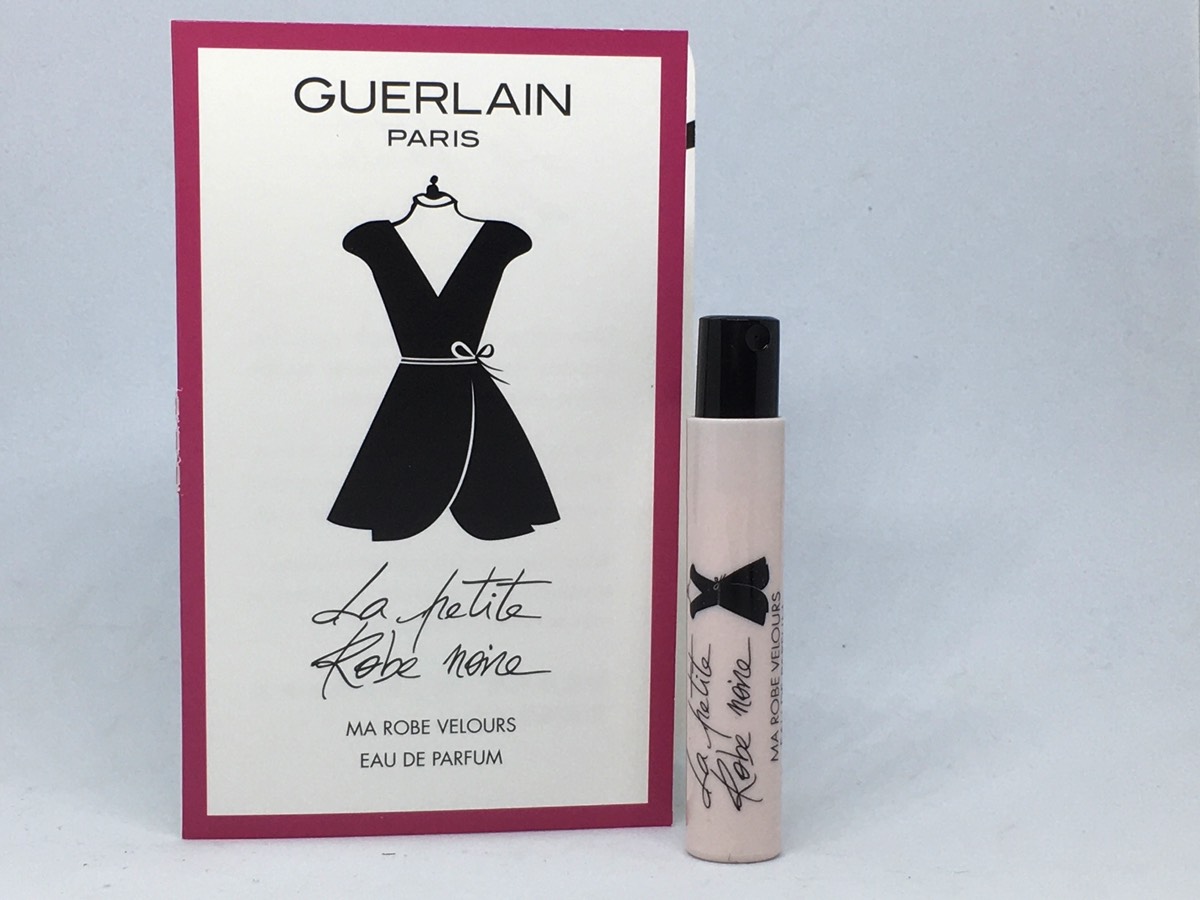 GUERLAIN
PARIS
La petite
Robe noire
MA ROBE VELOURS
EAU DE PARFUM
La petite
Robe noire
MA ROBE VELOURS